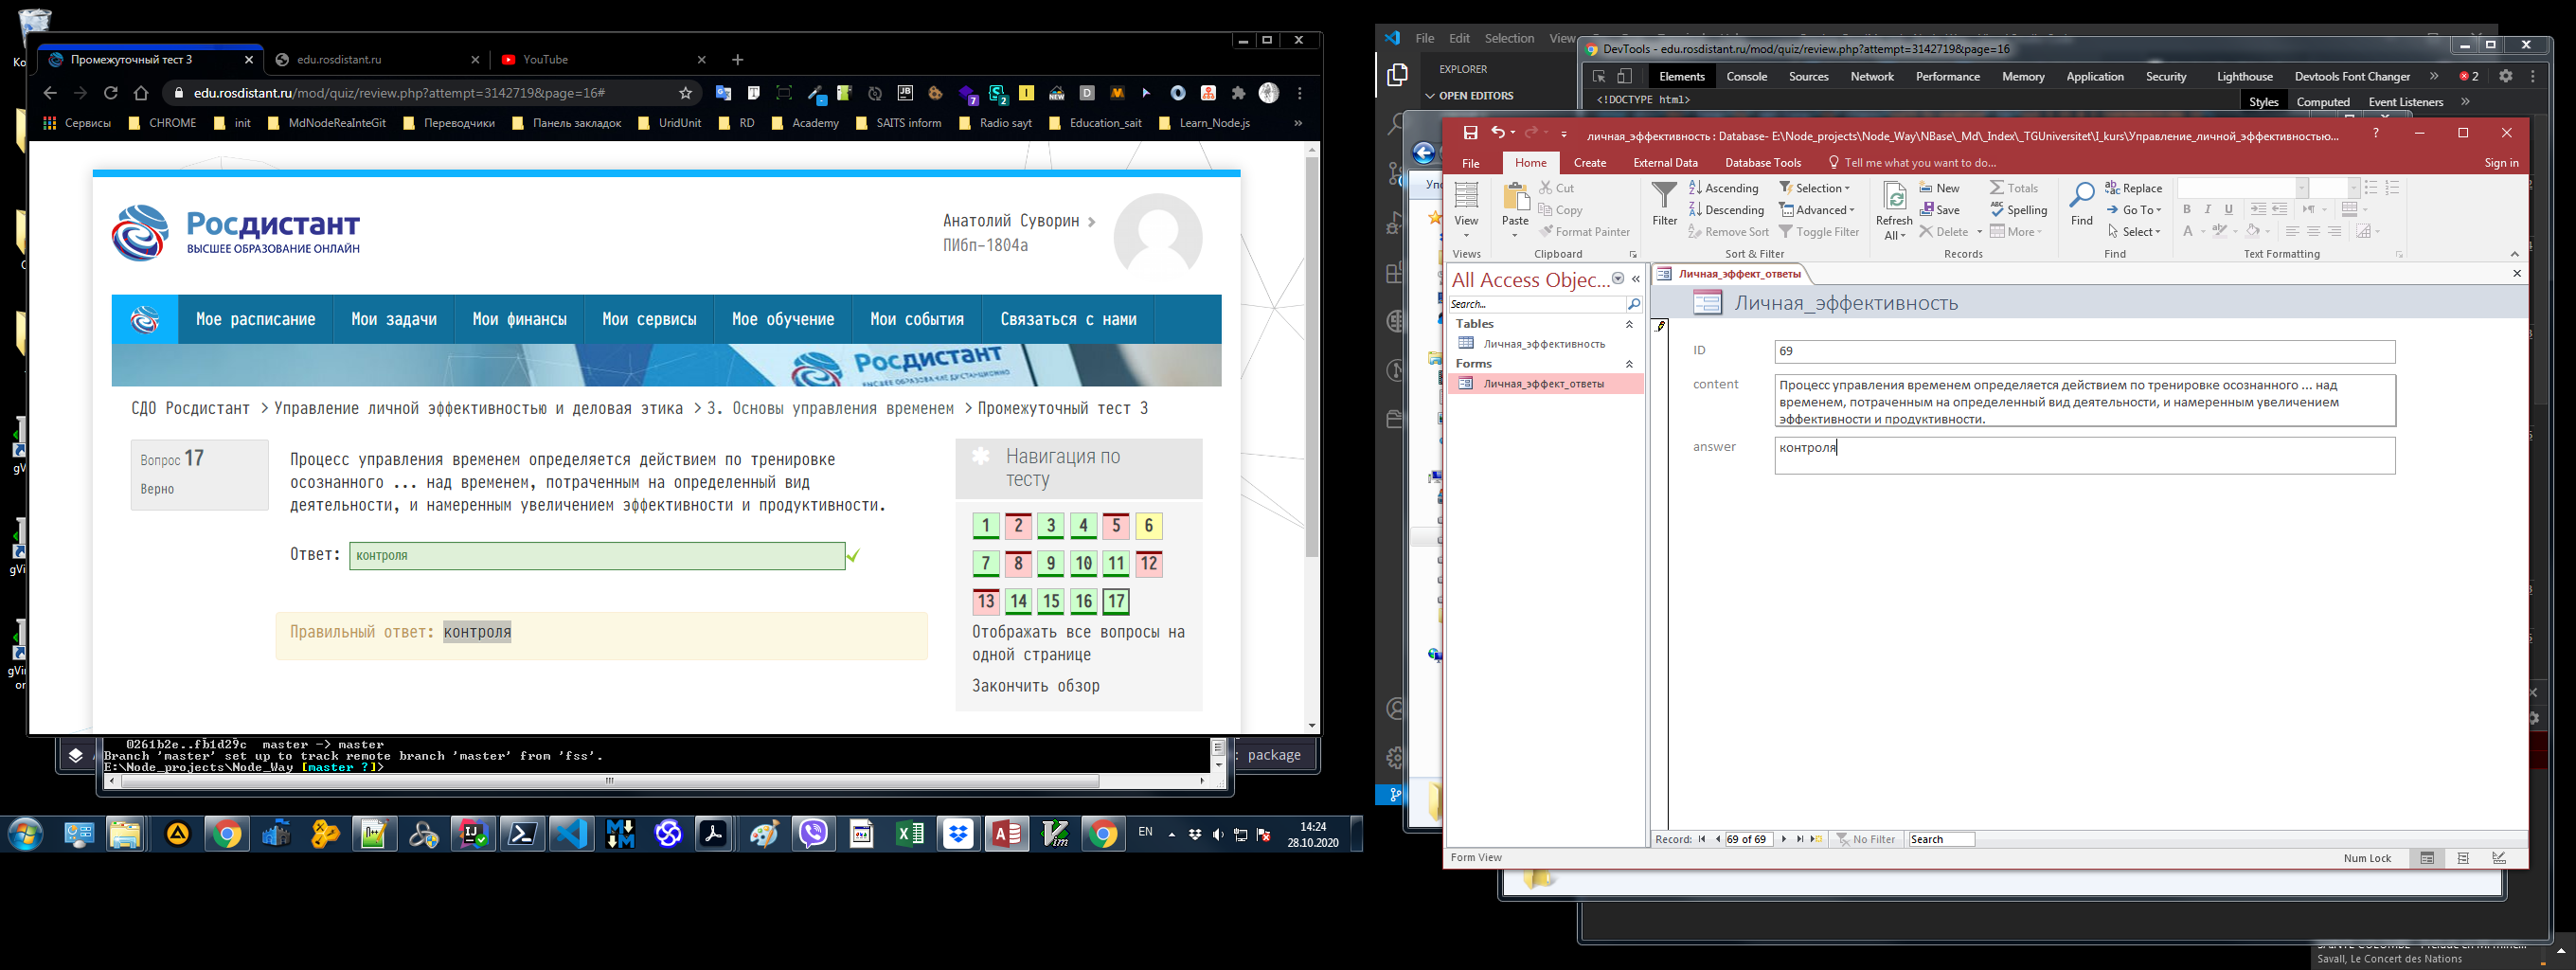 Промежуточный тест 3
edu.rosdistant.ru
YouTube
edu.rosdistant.ru/mod/quiz/review.php?attempt=3142719&page=16#
Сервисы CHROME init MdNodeReaInteGit Переводчики Панель закладок UridUnit RD Academy SAITS inform Radio sayt Education_sait Learn_Node.js »
Росдистант
ВЫСШЕЕ ОБРАЗОВАНИЕ ОНЛАЙН
Анатолий Суворин
ПИбп-1804а
Мое расписание Мои задачи Мои финансы Мои сервисы Мое обучение Мои события Связаться с нами
Росдистант
СДО Росдистант > Управление личной эффективностью и деловая этика > 3. Основы управления временем > Промежуточный тест 3
Вопрос 17
Верно
Процесс управления временем определяется действием по тренировке
осознанного ... над временем, потраченным на определенный вид
деятельности, и намеренным увеличением эффективности и продуктивности.
Ответ: контроля
Правильный ответ: контроля
Навигация по
тесту
1 2 3 4 5 6
7 8 9 10 11 12
13 14 15 16 17
Отображать все вопросы на
одной странице
Закончить обзор
0261b2e..fb1d29c master -> master
Branch 'master' set up to track remote branch 'master' from 'fss'.
E:\Node_projects\Node_Way [master ?]>
: package
EN
14:24
28.10.2020
File Edit Selection View
EXPLORER
OPEN EDITORS
DevTools - edu.rosdistant.ru/mod/quiz/review.php?attempt=3142719&page=16
Elements Console Sources Network Performance Memory Application Security Lighthouse Devtools Font Changer » 2
<!DOCTYPE html>
Styles Computed Event Listeners »
личная_эффективность : Database- E:\Node_projects\Node_Way\NBase\_Md\_Index\_TGUniversitet\I_kurs\Управление_личной_эффективностью...
File Home Create External Data Database Tools Tell me what you want to do... Sign in
View
Views
Paste
Cut
Copy
Format Painter
Clipboard
Filter
Ascending
Descending
Remove Sort
Selection
Advanced
Toggle Filter
Sort & Filter
Refresh
All
New
Save
Delete
Totals
Spelling
More
Records
Find
Replace
Go To
Select
Find
B I U
A
Text Formatting
All Access Objec... «
Search...
Tables
Личная_эффективность
Forms
Личная_эффект_ответы
Личная_эффект_ответы
Личная_эффективность
ID 69
content Процесс управления временем определяется действием по тренировке осознанного ... над
временем, потраченным на определенный вид деятельности, и намеренным увеличением
эффективности и продуктивности.
answer контроля
Record: 69 of 69 No Filter Search
Form View
Num Lock
Savall, Le Concert des Nations